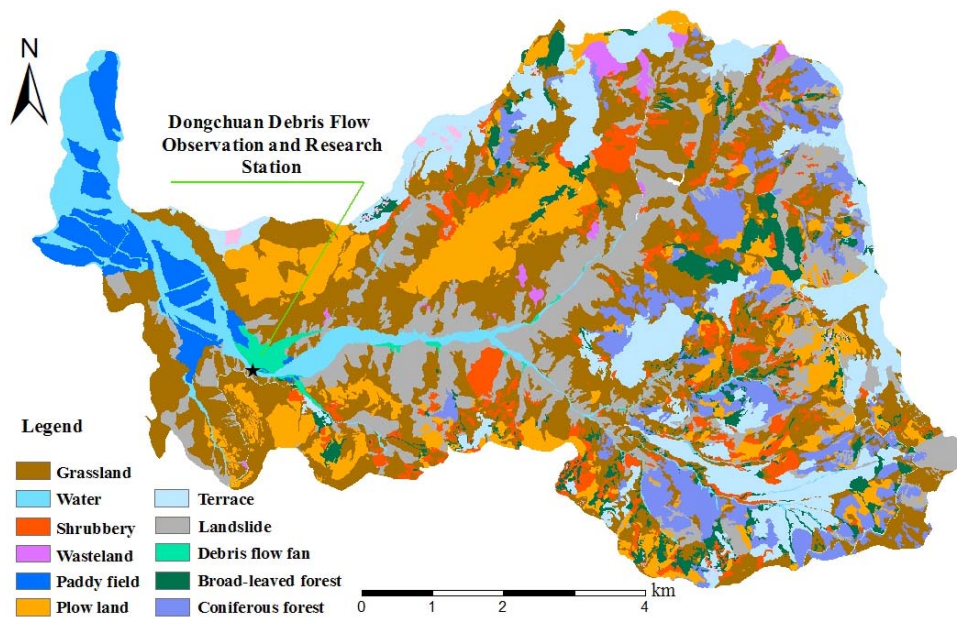 N
Dongchuan Debris Flow
Observation and Research
Station
Legend
Grassland
Water
Shrubbery
Wasteland
Paddy field
Plow land
Terrace
Landslide
Debris flow fan
Broad-leaved forest
Coniferous forest
km
0 1 2 4